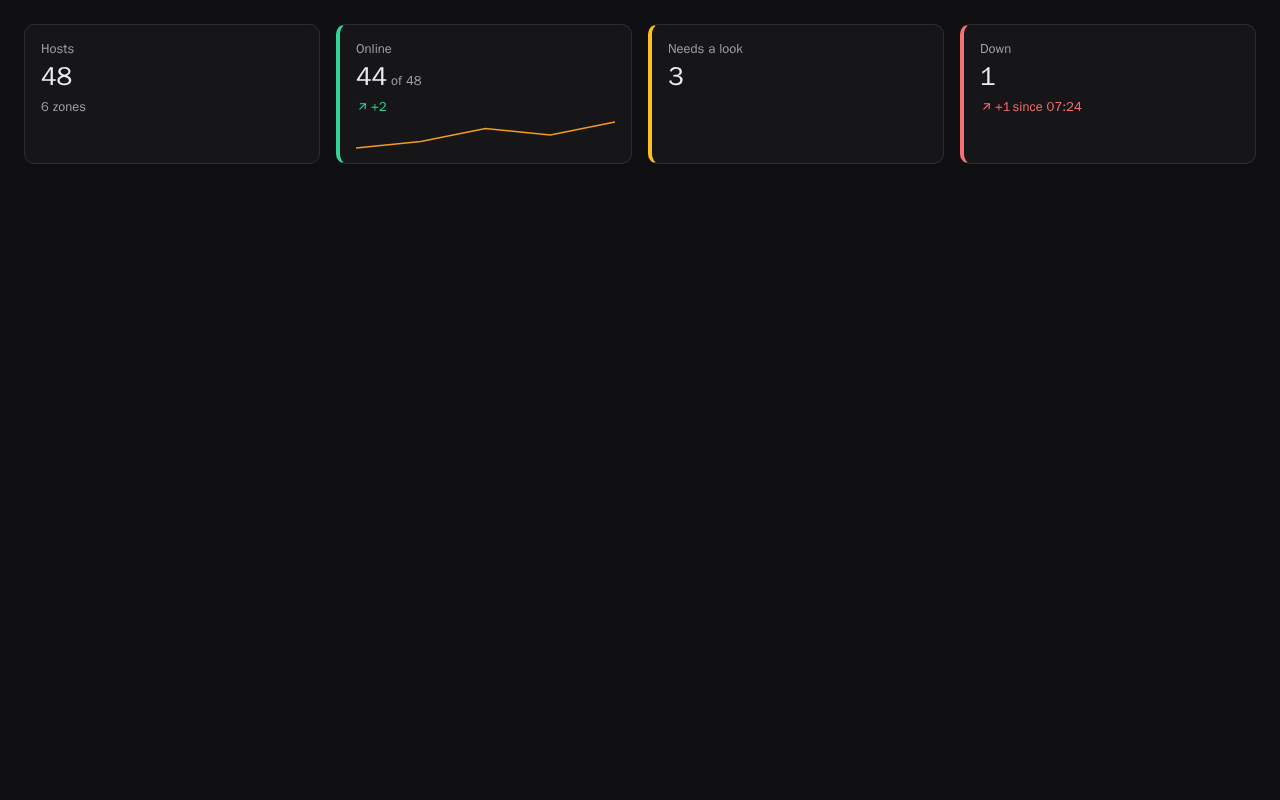 Hosts
48
6 zones
Online
44 of 48
↗ +2
Needs a look
3
Down
1
↗ +1 since 07:24